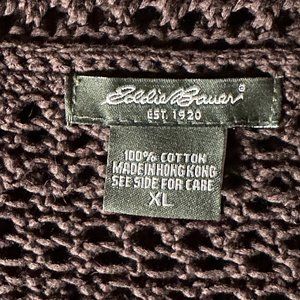 Eddie Bauer®
EST. 1920
100% COTTON
MADE IN HONG KONG
SEE SIDE FOR CARE
XL